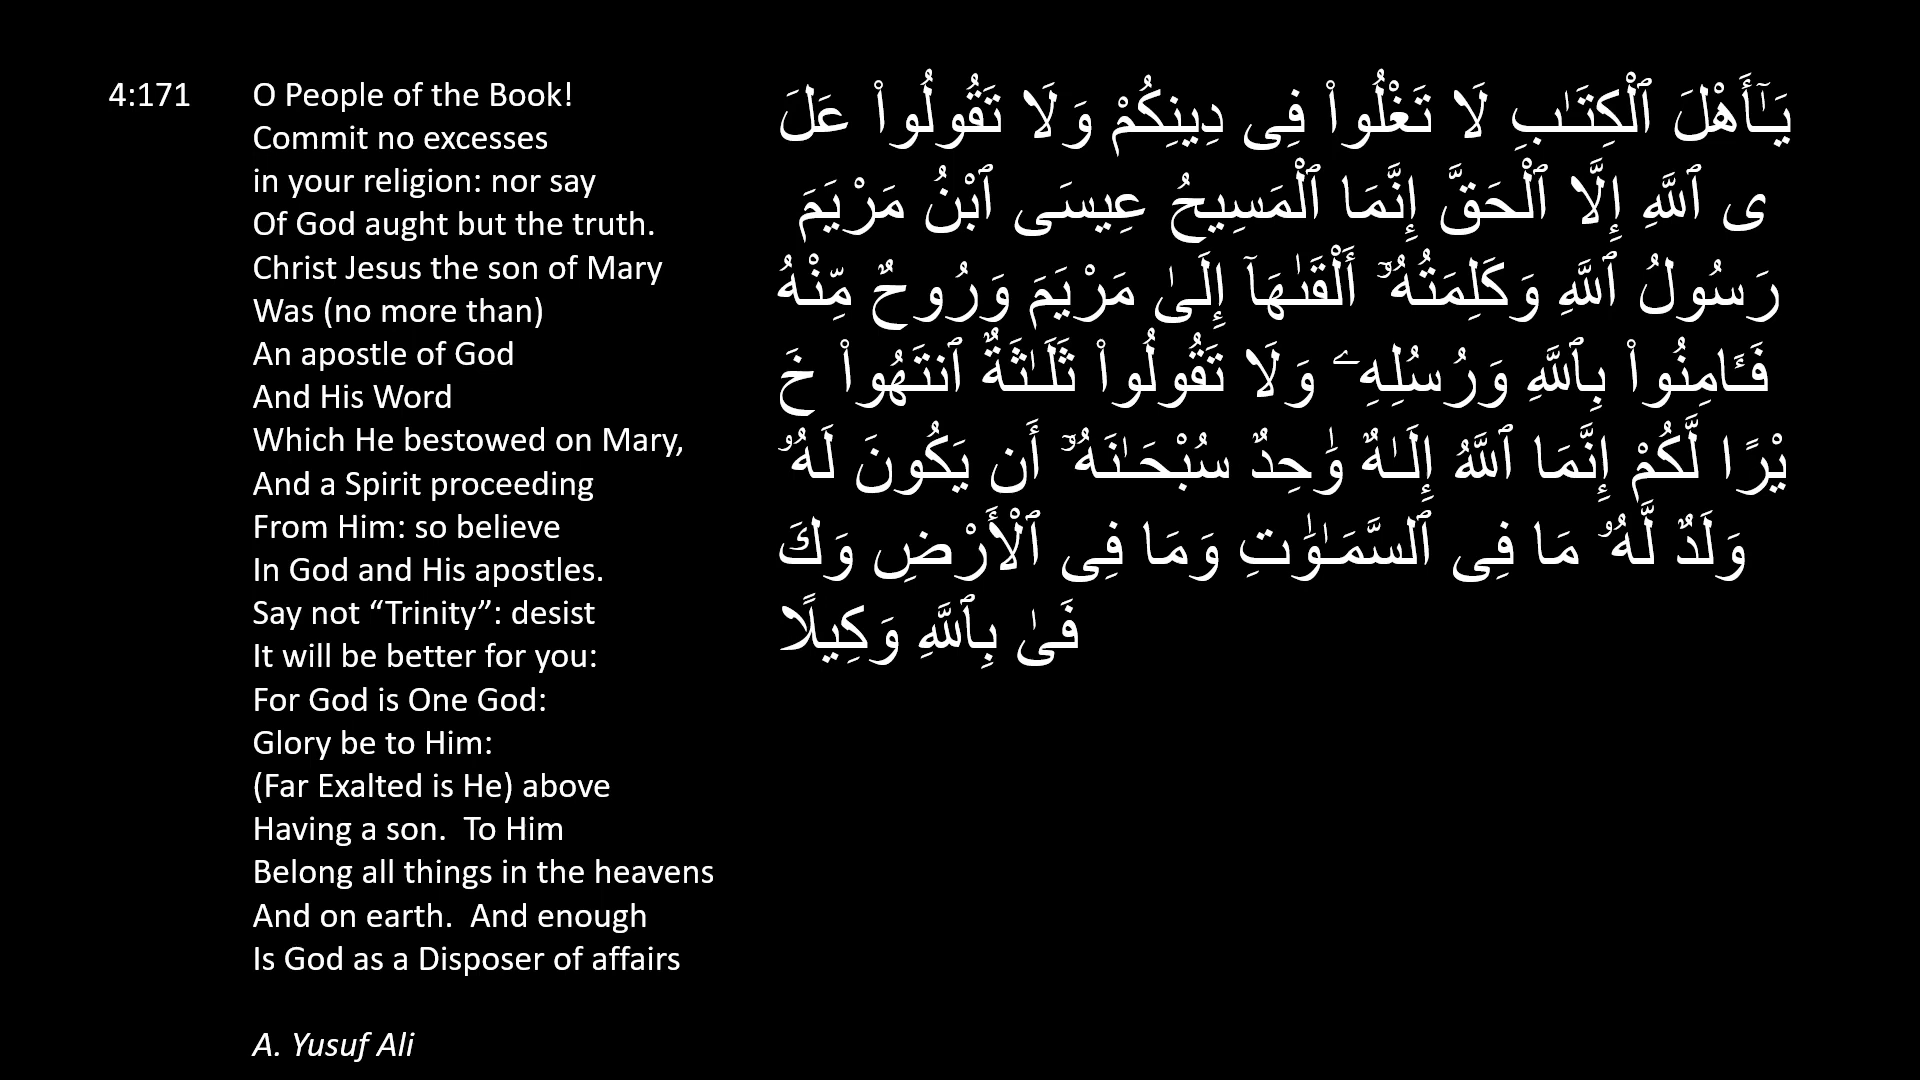 4:171
O People of the Book!
Commit no excesses
in your religion: nor say
Of God aught but the truth.
Christ Jesus the son of Mary
Was (no more than)
An apostle of God
And His Word
Which He bestowed on Mary,
And a Spirit proceeding
From Him: so believe
In God and His apostles.
Say not “Trinity”: desist
It will be better for you:
For God is One God:
Glory be to Him:
(Far Exalted is He) above
Having a son.  To Him
Belong all things in the heavens
And on earth.  And enough
Is God as a Disposer of affairs
A. Yusuf Ali
يَـٰٓأَهْلَ ٱلْكِتَـٰبِ لَا تَغْلُوا۟ فِى دِينِكُمْ وَلَا تَقُولُوا۟ عَلَ
ى ٱللَّهِ إِلَّا ٱلْحَقَّ إِنَّمَا ٱلْمَسِيحُ عِيسَى ٱبْنُ مَرْيَمَ
رَسُولُ ٱللَّهِ وَكَلِمَتُهُۥٓ أَلْقَىٰهَآ إِلَىٰ مَرْيَمَ وَرُوحٌ مِّنْهُ
فَـَٔامِنُوا۟ بِٱللَّهِ وَرُسُلِهِۦ وَلَا تَقُولُوا۟ ثَلَـٰثَةٌ ٱنتَهُوا۟ خَ
يْرًا لَّكُمْ إِنَّمَا ٱللَّهُ إِلَـٰهٌ وَٰحِدٌ سُبْحَـٰنَهُۥٓ أَن يَكُونَ لَهُۥ
وَلَدٌ لَّهُۥ مَا فِى ٱلسَّمَـٰوَٰتِ وَمَا فِى ٱلْأَرْضِ وَكَ
فَىٰ بِٱللَّهِ وَكِيلًا